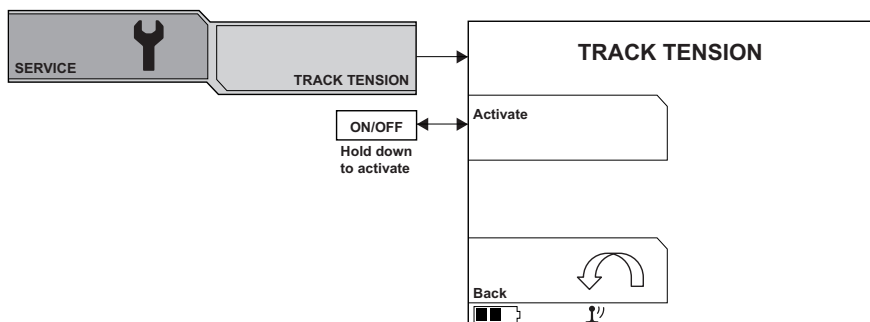 SERVICE
TRACK TENSION
TRACK TENSION
ON/OFF
Hold down
to activate
Activate
Back